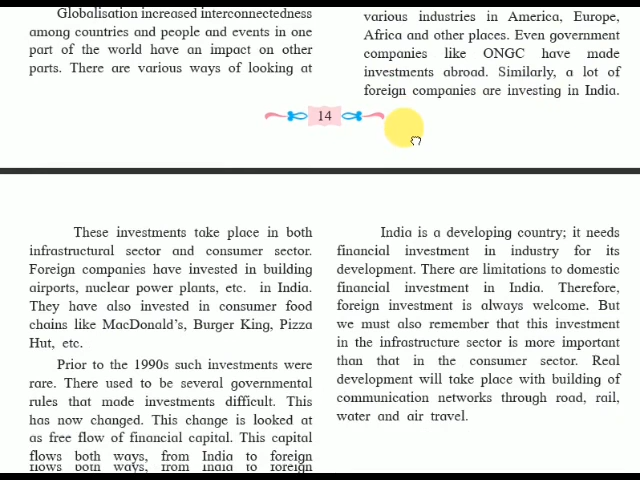 Globalisation increased interconnectedness
among countries and people and events in one
part of the world have an impact on other
parts. There are various ways of looking at
various industries in America, Europe,
Africa and other places. Even government
companies like ONGC have made
investments abroad. Similarly, a lot of
foreign companies are investing in India.
14
These investments take place in both
infrastructural sector and consumer sector.
Foreign companies have invested in building
airports, nuclear power plants, etc. in India.
They have also invested in consumer food
chains like MacDonald's, Burger King, Pizza
Hut, etc.
Prior to the 1990s such investments were
rare. There used to be several governmental
rules that made investments difficult. This
has now changed. This change is looked at
as free flow of financial capital. This capital
flows both ways, from India to foreign
flows both ways, from India to foreign
India is a developing country; it needs
financial investment in industry for its
development. There are limitations to domestic
financial investment in India. Therefore,
foreign investment is always welcome. But
we must also remember that this investment
in the infrastructure sector is more important
than that in the consumer sector. Real
development will take place with building of
communication networks through road, rail,
water and air travel.